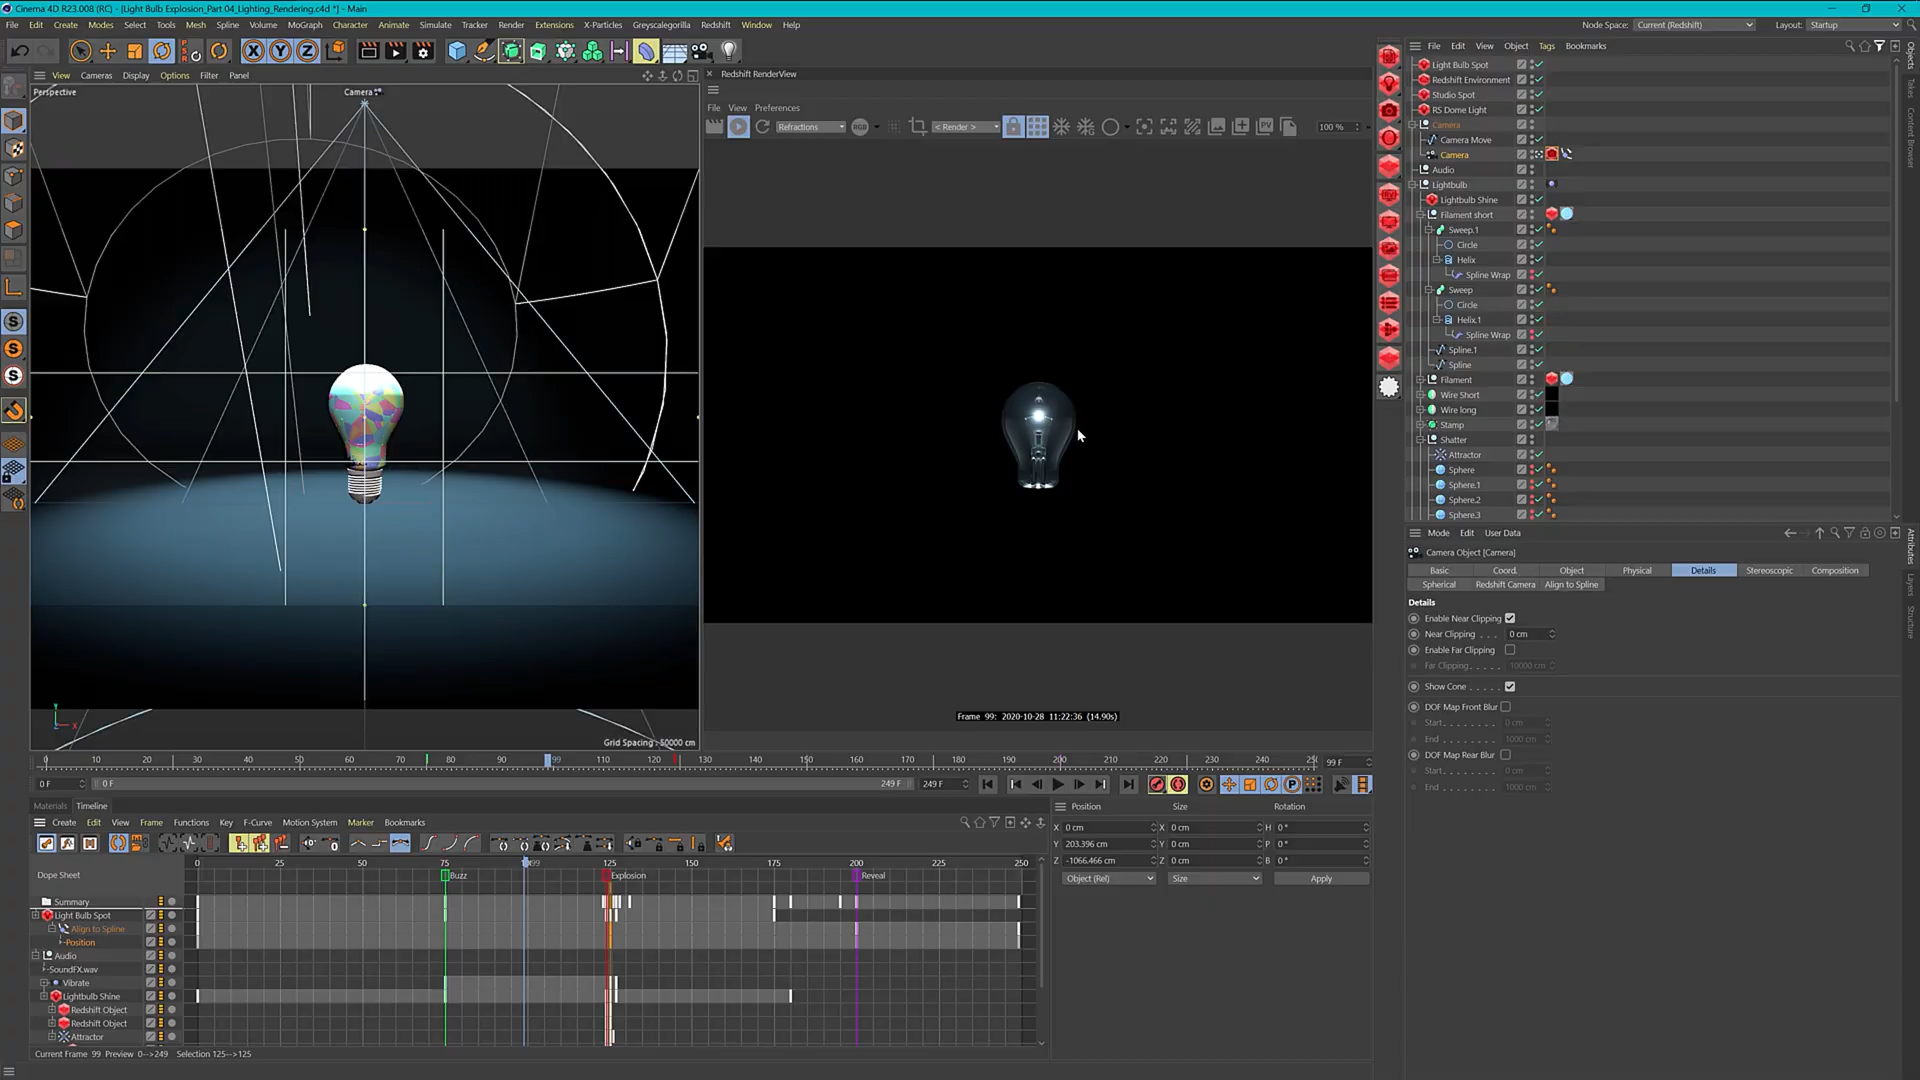 Cinema 4D R23.008 (RC) - [Light Bulb Explosion_Part 04_Lighting_Rendering.c4d *] - Main
File Edit Create Modes Select Tools Mesh Spline Volume MoGraph Character Animate Simulate Tracker Render Extensions X-Particles Greyscalegorilla Redshift Window Help
Node Space: Current (Redshift) Layout: Startup
View Cameras Display Options Filter Panel
Perspective
Camera
Grid Spacing : 50000 cm
Redshift RenderView
File View Preferences
Refractions
RGB
< Render >
PV
100 %
Frame 99: 2020-10-28 11:22:36 (14.90s)
File Edit View Object Tags Bookmarks
Light Bulb Spot
Redshift Environment
Studio Spot
RS Dome Light
Camera
Camera Move
Camera
Audio
Lightbulb
Lightbulb Shine
Filament short
Sweep.1
Circle
Helix
Spline Wrap
Sweep
Circle
Helix.1
Spline Wrap
Spline.1
Spline
Filament
Wire Short
Wire long
Stamp
Shatter
Attractor
Sphere
Sphere.1
Sphere.2
Sphere.3
Objects
Takes
Content Browser
Attributes
Layers
Structure
Mode Edit User Data
Camera Object [Camera]
Basic Coord. Object Physical Details Stereoscopic Composition
Spherical Redshift Camera Align to Spline
Details
Enable Near Clipping
Near Clipping . . . 0 cm
Enable Far Clipping
Far Clipping . . . . . 10000 cm
Show Cone . . . . .
DOF Map Front Blur
Start . . . . . . . . 0 cm
End . . . . . . . . 1000 cm
DOF Map Rear Blur
Start . . . . . . . . 0 cm
End . . . . . . . . 1000 cm
0 10 20 30 40 50 60 70 80 90 99 110 120 130 140 150 160 170 180 190 200 210 220 230 240 99 F
0 F 0 F 249 F 249 F
Materials Timeline
Create Edit View Frame Functions Key F-Curve Motion System Marker Bookmarks
0 25 50 75 99 125 150 175 200 225 250
Buzz Explosion Reveal
Dope Sheet
Summary
Light Bulb Spot
Align to Spline
Position
Audio
SoundFX.wav
Vibrate
Lightbulb Shine
Redshift Object
Redshift Object
Attractor
Current Frame 99 Preview 0-->249 Selection 125-->125
Position Size Rotation
X 0 cm X 0 cm H 0 °
Y 203.396 cm Y 0 cm P 0 °
Z -1066.466 cm Z 0 cm B 0 °
Object (Rel) Size Apply